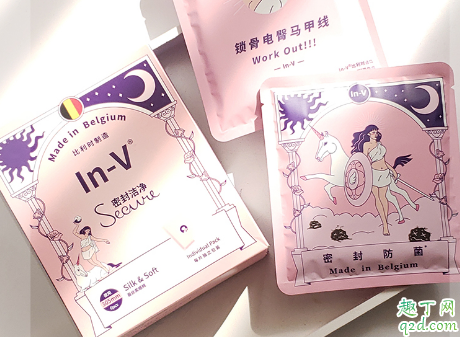 Made in Belgium
比利时制造
In-V®
密封洁净
Secure
Silk & Soft
Individual Pack
锁骨电臀马甲线
Work Out!!!
In-V
In-V
密封防菌
Made in Belgium
趣丁网
q2d.com